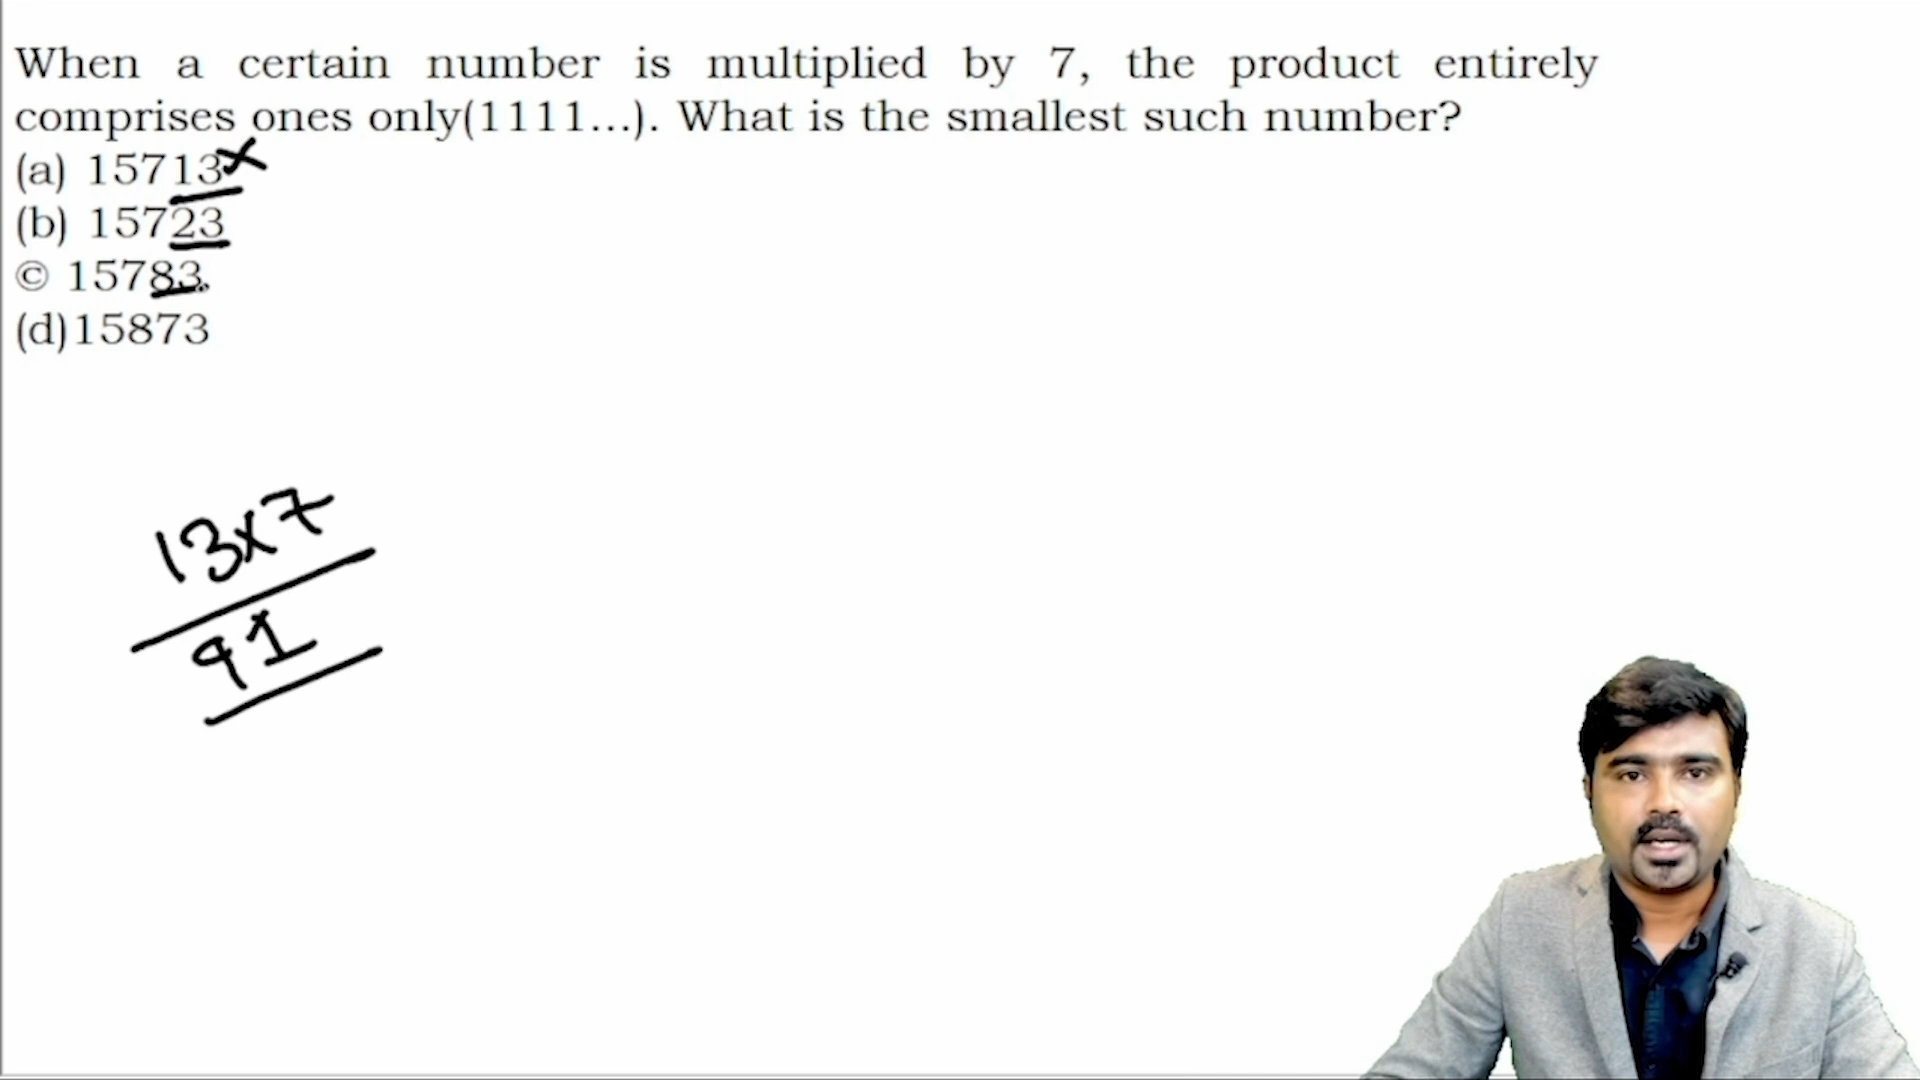 When a certain number is multiplied by 7, the product entirely
comprises ones only(1111...). What is the smallest such number?
(a) 15713 ×
(b) 15723
© 15783.
(d)15873
13x7
91